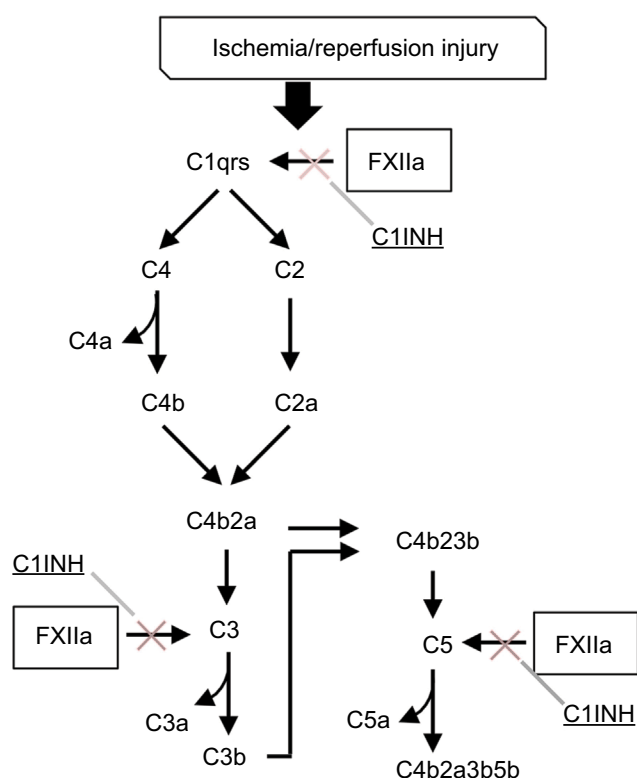 Ischemia/reperfusion injury
C1qrs
FXIIa
C1INH
C4
C2
C4a
C4b
C2a
C4b2a
C4b23b
C1INH
FXIIa
C3
C5
FXIIa
C3a
C5a
C1INH
C3b
C4b2a3b5b